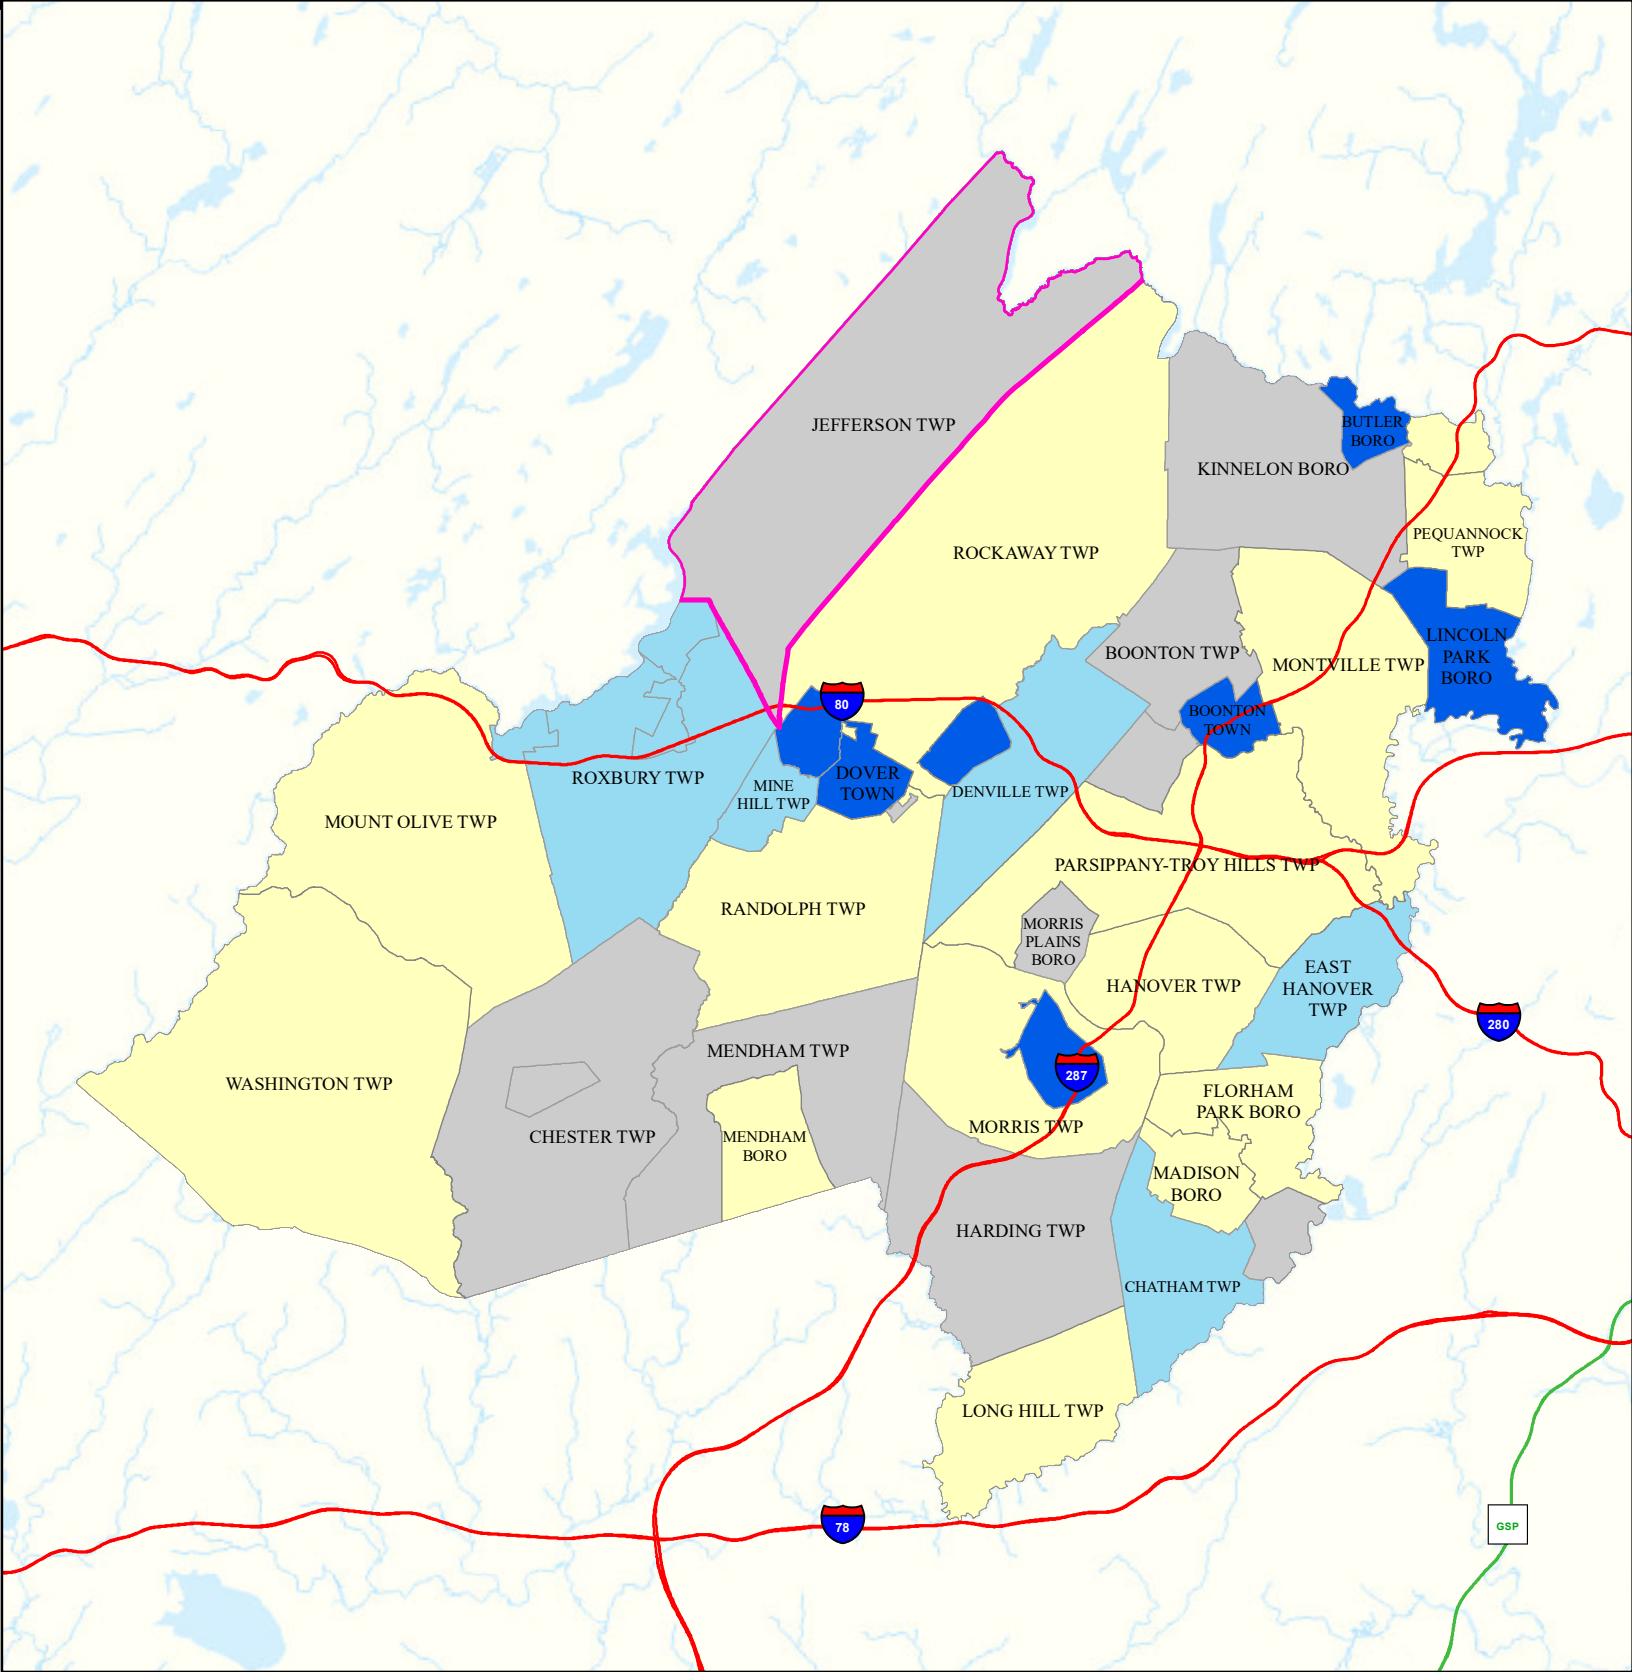 JEFFERSON TWP
BUTLER
BORO
KINNELON BORO
PEQUANNOCK
TWP
ROCKAWAY TWP
LINCOLN
PARK
BORO
BOONTON TWP
MONTVILLE TWP
80
BOONTON
TOWN
ROXBURY TWP
MINE
HILL TWP
DOVER
TOWN
DENVILLE TWP
MOUNT OLIVE TWP
PARSIPPANY-TROY HILLS TWP
RANDOLPH TWP
MORRIS
PLAINS
BORO
HANOVER TWP
EAST
HANOVER
TWP
280
MENDHAM TWP
287
WASHINGTON TWP
FLORHAM
PARK BORO
CHESTER TWP
MENDHAM
BORO
MORRIS TWP
MADISON
BORO
HARDING TWP
CHATHAM TWP
LONG HILL TWP
78
GSP